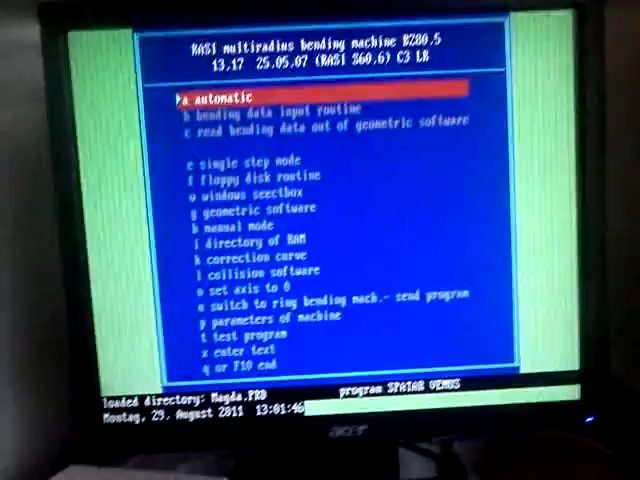 RASI multiradius bending machine BZ80.5
13.17 25.05.07 (RASI S60.6) C3 LR
a automatic
b bending data input routine
c read bending data out of geometric software
e single step mode
f floppy disk routine
w windows seectbox
g geometric software
h manual mode
i directory of RAM
k correction curve
l collision software
o set axis to 0
n switch to ring bending mach.- send program
p parameters of machine
t test program
x enter text
q or F10 end
loaded directory: Magda.PRD program SPATAR VENUS
Montag, 29. August 2011 13:01:46
acer